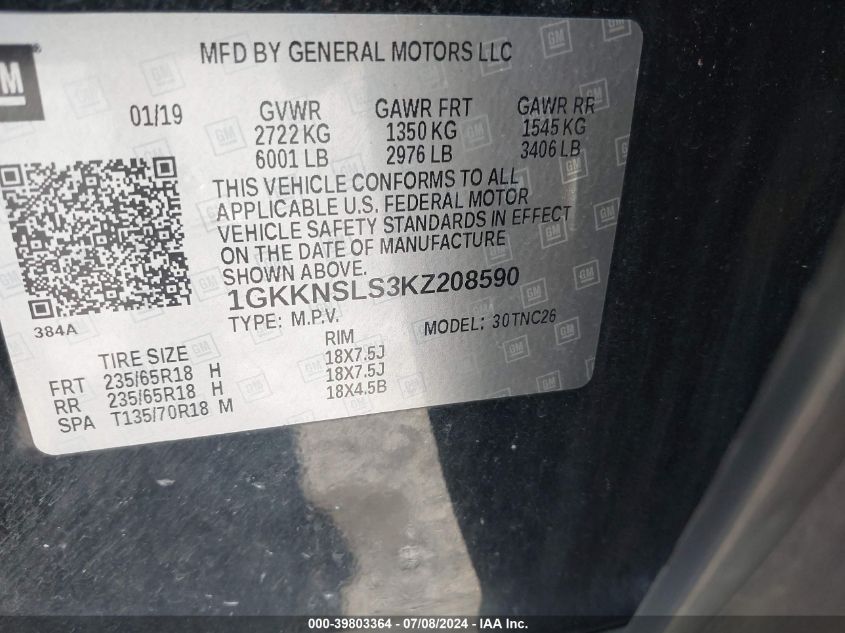 GM
MFD BY GENERAL MOTORS LLC
01/19
GVWR GAWR FRT GAWR RR
2722 KG 1350 KG 1545 KG
6001 LB 2976 LB 3406 LB
THIS VEHICLE CONFORMS TO ALL
APPLICABLE U.S. FEDERAL MOTOR
VEHICLE SAFETY STANDARDS IN EFFECT
ON THE DATE OF MANUFACTURE
SHOWN ABOVE.
1GKKNSLS3KZ208590
384A
TYPE: M.P.V. MODEL: 30TNC26
TIRE SIZE RIM
FRT 235/65R18 H 18X7.5J
RR 235/65R18 H 18X7.5J
SPA T135/70R18 M 18X4.5B
000-39803364 - 07/08/2024 - IAA Inc.